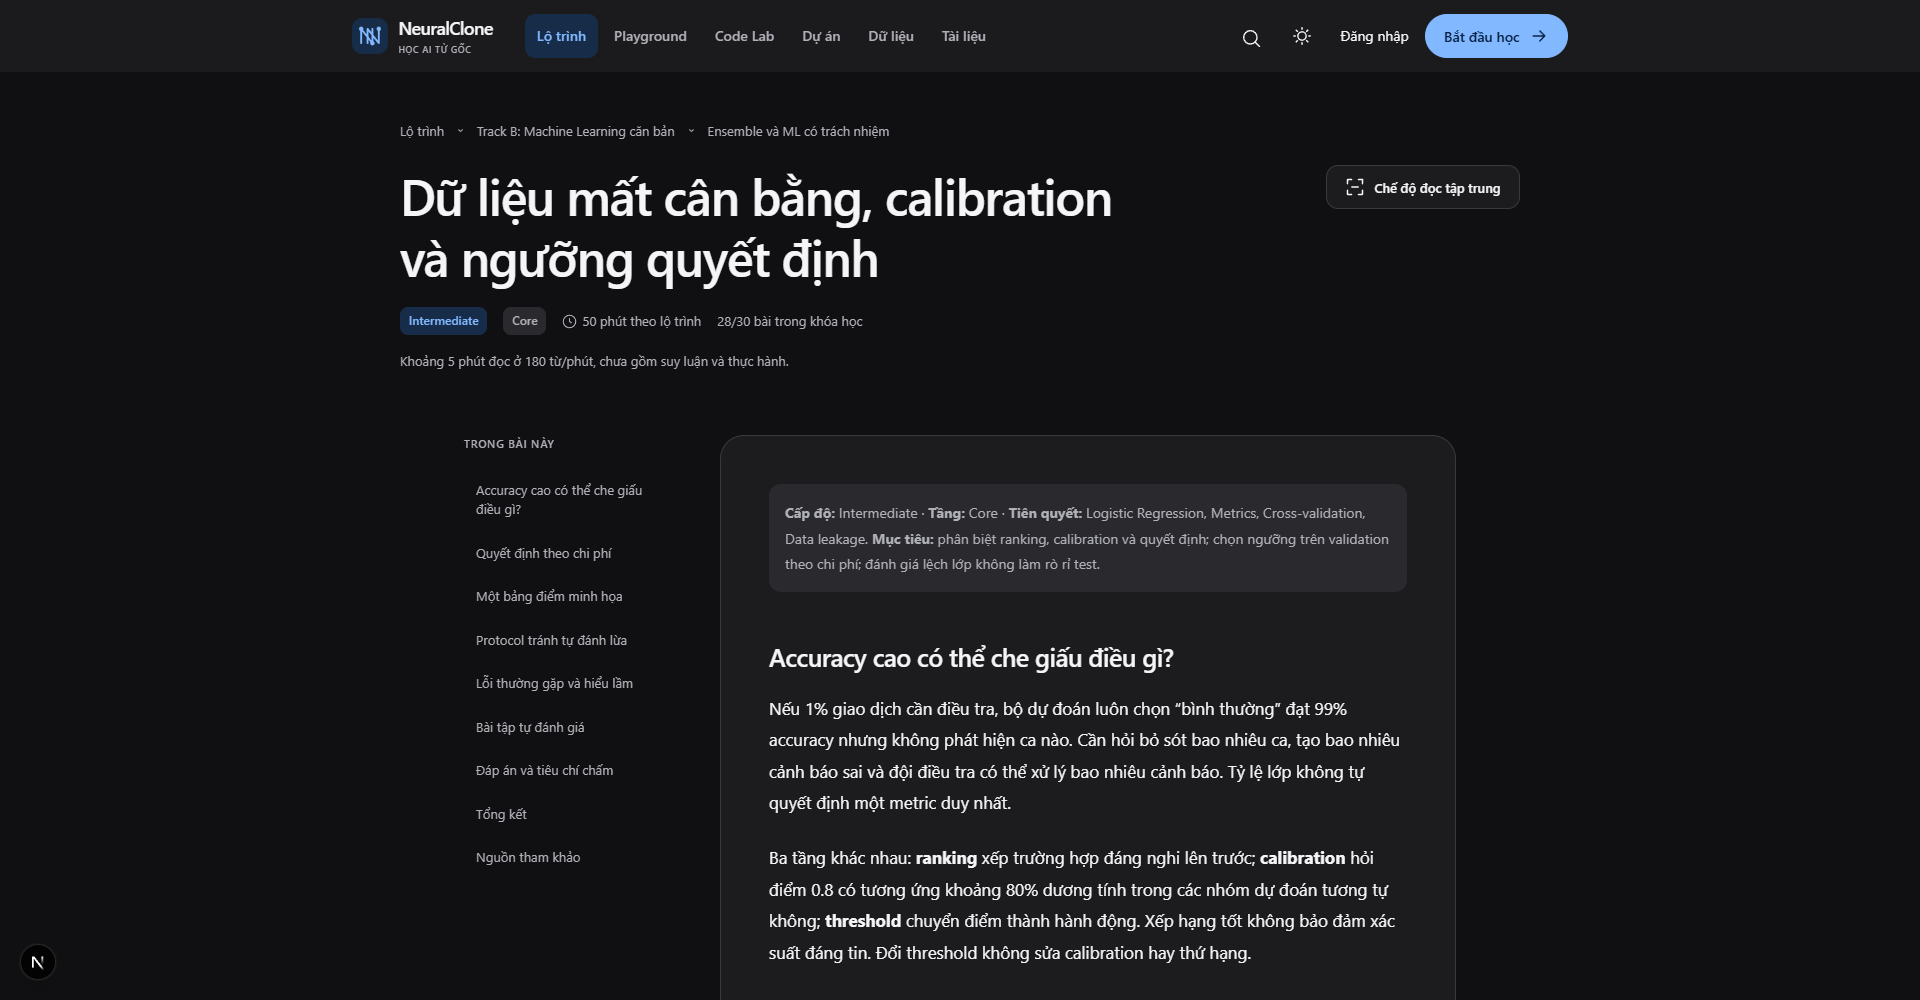 NeuralClone
HỌC AI TỪ GỐC
Lộ trình
Playground
Code Lab
Dự án
Dữ liệu
Tài liệu
Đăng nhập
Bắt đầu học
Lộ trình
Track B: Machine Learning căn bản
Ensemble và ML có trách nhiệm
Dữ liệu mất cân bằng, calibration
và ngưỡng quyết định
Chế độ đọc tập trung
Intermediate
Core
50 phút theo lộ trình
28/30 bài trong khóa học
Khoảng 5 phút đọc ở 180 từ/phút, chưa gồm suy luận và thực hành.
TRONG BÀI NÀY
Accuracy cao có thể che giấu
điều gì?
Quyết định theo chi phí
Một bảng điểm minh họa
Protocol tránh tự đánh lừa
Lỗi thường gặp và hiểu lầm
Bài tập tự đánh giá
Đáp án và tiêu chí chấm
Tổng kết
Nguồn tham khảo
Cấp độ: Intermediate · Tầng: Core · Tiên quyết: Logistic Regression, Metrics, Cross-validation,
Data leakage. Mục tiêu: phân biệt ranking, calibration và quyết định; chọn ngưỡng trên validation
theo chi phí; đánh giá lệch lớp không làm rò rỉ test.
Accuracy cao có thể che giấu điều gì?
Nếu 1% giao dịch cần điều tra, bộ dự đoán luôn chọn “bình thường” đạt 99%
accuracy nhưng không phát hiện ca nào. Cần hỏi bỏ sót bao nhiêu ca, tạo bao nhiêu
cảnh báo sai và đội điều tra có thể xử lý bao nhiêu cảnh báo. Tỷ lệ lớp không tự
quyết định một metric duy nhất.
Ba tầng khác nhau: ranking xếp trường hợp đáng nghi lên trước; calibration hỏi
điểm 0.8 có tương ứng khoảng 80% dương tính trong các nhóm dự đoán tương tự
không; threshold chuyển điểm thành hành động. Xếp hạng tốt không bảo đảm xác
suất đáng tin. Đổi threshold không sửa calibration hay thứ hạng.
N